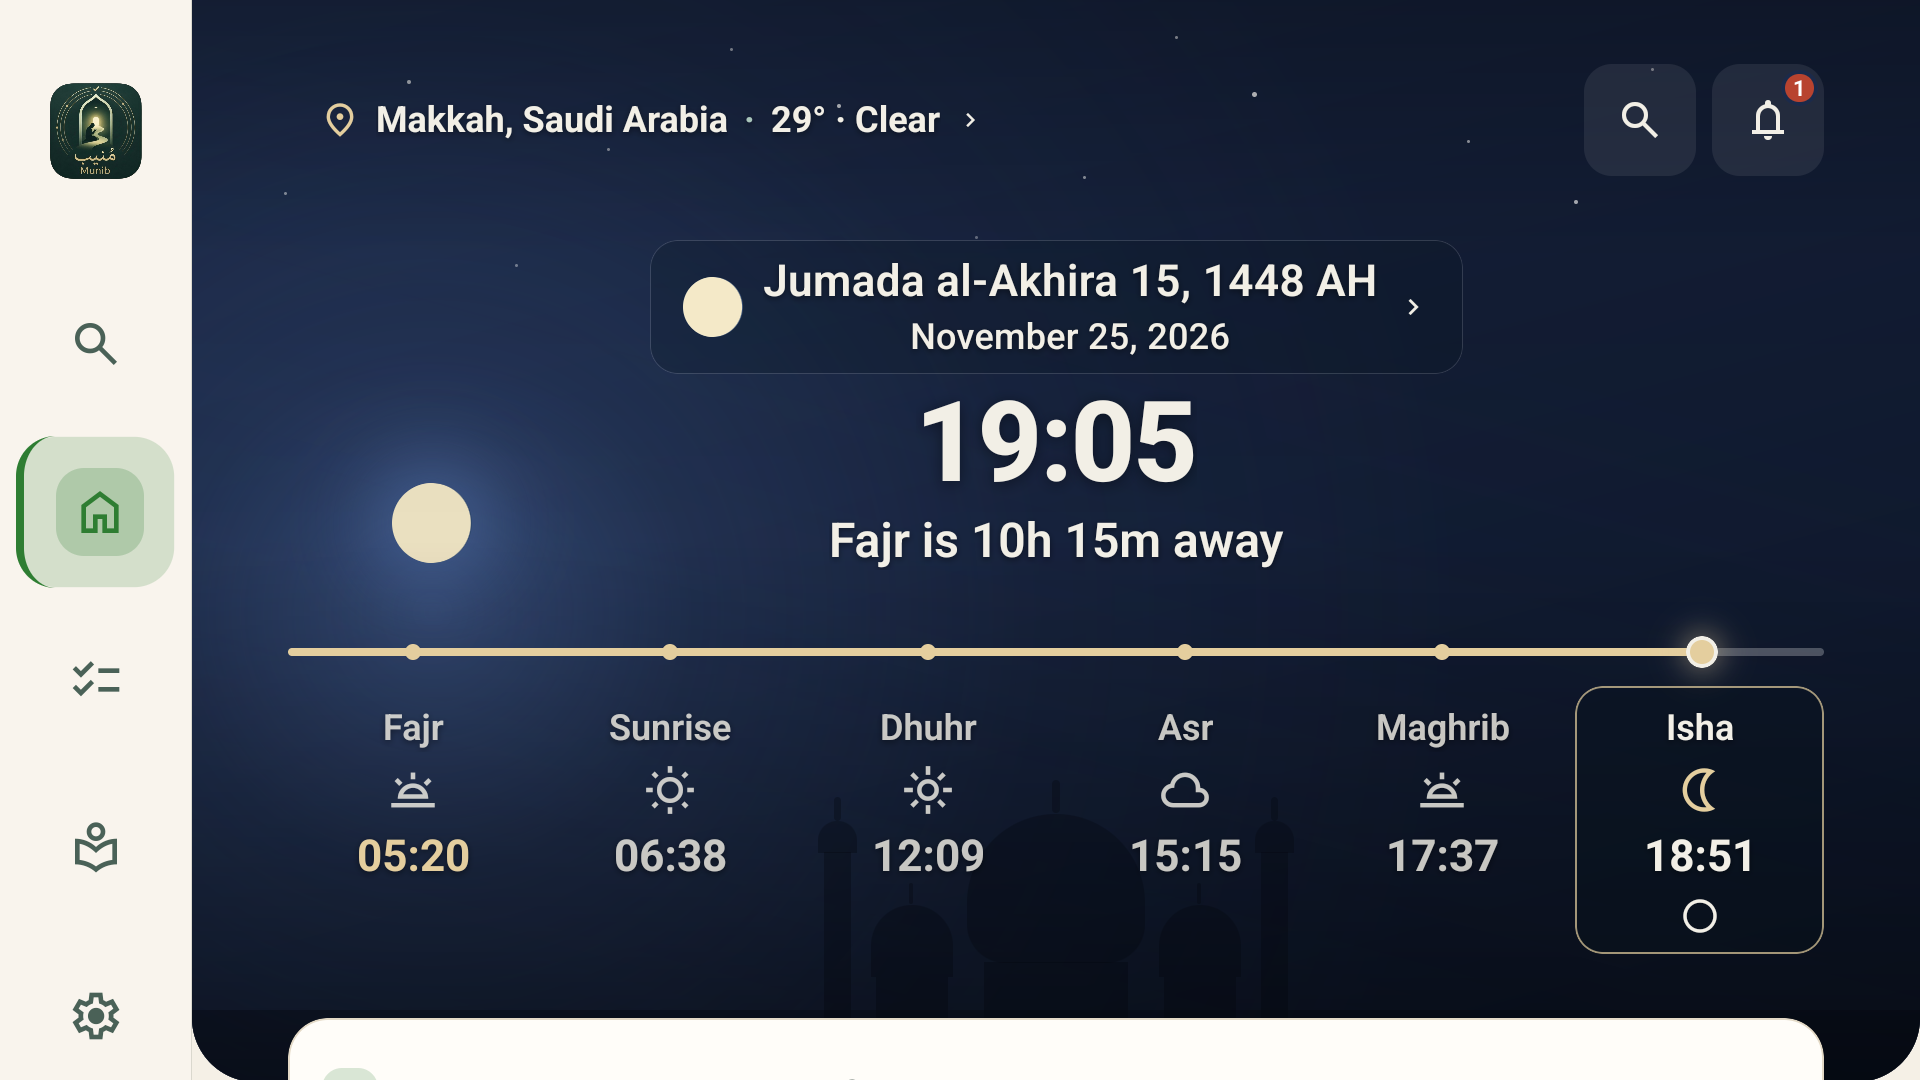 مُنيب
Munib
Makkah, Saudi Arabia · 29° · Clear
1
Jumada al-Akhira 15, 1448 AH
November 25, 2026
19:05
Fajr is 10h 15m away
Fajr Sunrise Dhuhr Asr Maghrib Isha
05:20 06:38 12:09 15:15 17:37 18:51